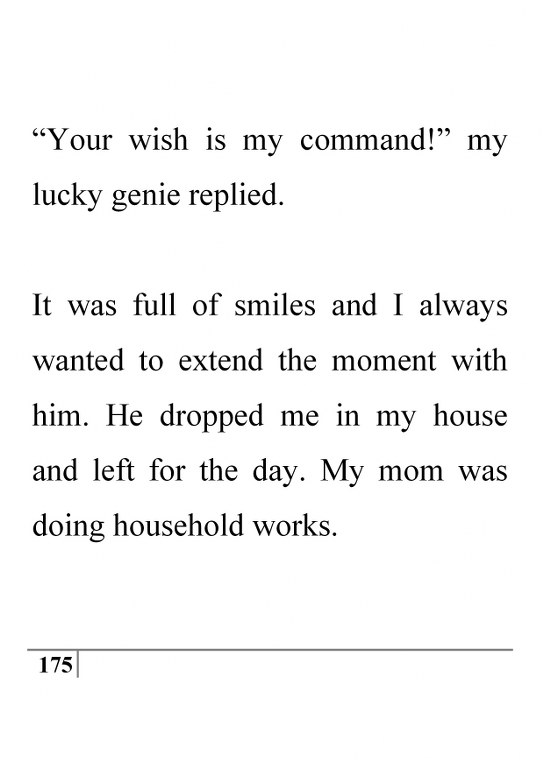 “Your wish is my command!” my
lucky genie replied.
It was full of smiles and I always
wanted to extend the moment with
him. He dropped me in my house
and left for the day. My mom was
doing household works.
175